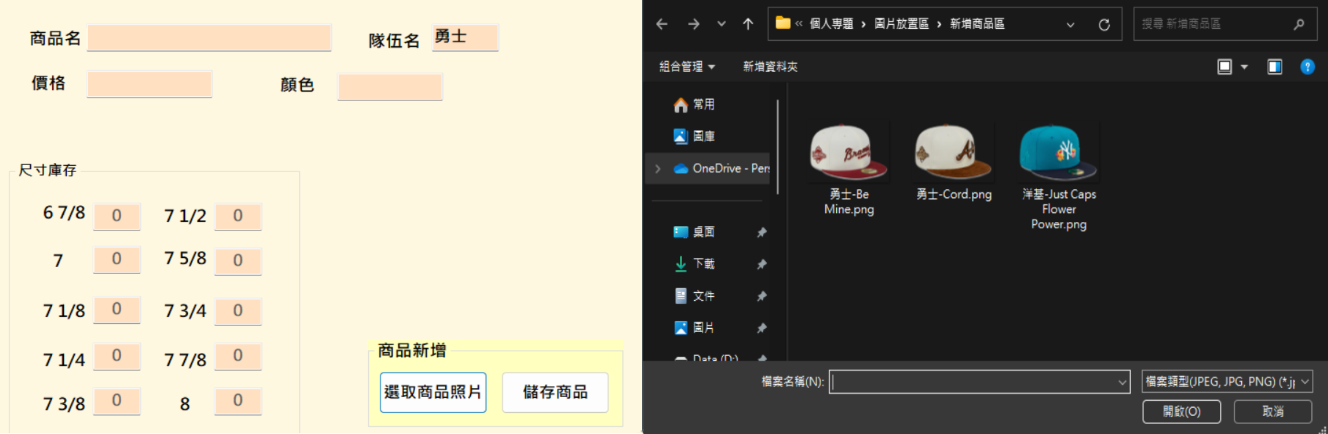 商品名
隊伍名 勇士
價格
顏色
尺寸庫存
6 7/8 0 7 1/2 0
7 0 7 5/8 0
7 1/8 0 7 3/4 0
7 1/4 0 7 7/8 0
7 3/8 0 8 0
商品新增
選取商品照片 儲存商品
« 個人專題 › 圖片放置區 › 新增商品區
搜尋 新增商品區
組合管理 新增資料夾
常用
圖庫
OneDrive - Pers
桌面
下載
文件
圖片
Data (D:)
勇士-Be
Mine.png
勇士-Cord.png
洋基-Just Caps
Flower
Power.png
檔案名稱(N):
檔案類型(JPEG, JPG, PNG) (*.jp
開啟(O) 取消